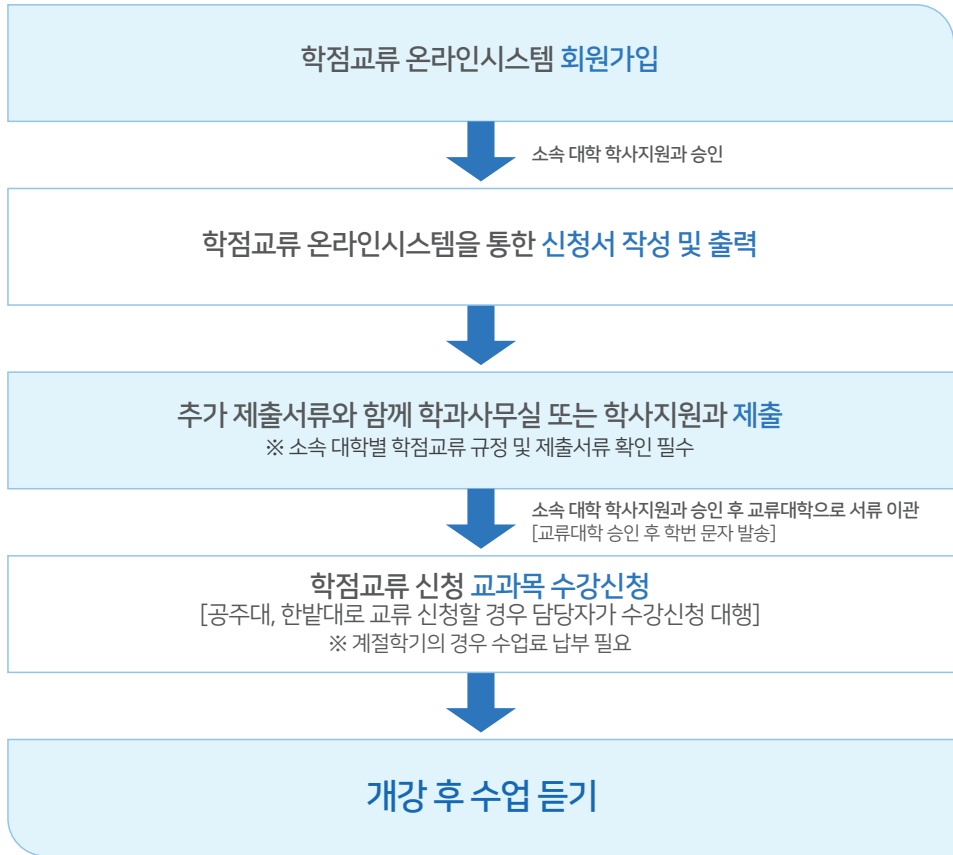 학점교류 온라인시스템 회원가입
소속 대학 학사지원과 승인
학점교류 온라인시스템을 통한 신청서 작성 및 출력
추가 제출서류와 함께 학과사무실 또는 학사지원과 제출
※ 소속 대학별 학점교류 규정 및 제출서류 확인 필수
소속 대학 학사지원과 승인 후 교류대학으로 서류 이관
[교류대학 승인 후 학번 문자 발송]
학점교류 신청 교과목 수강신청
[공주대, 한밭대로 교류 신청할 경우 담당자가 수강신청 대행]
※ 계절학기의 경우 수업료 납부 필요
개강 후 수업 듣기